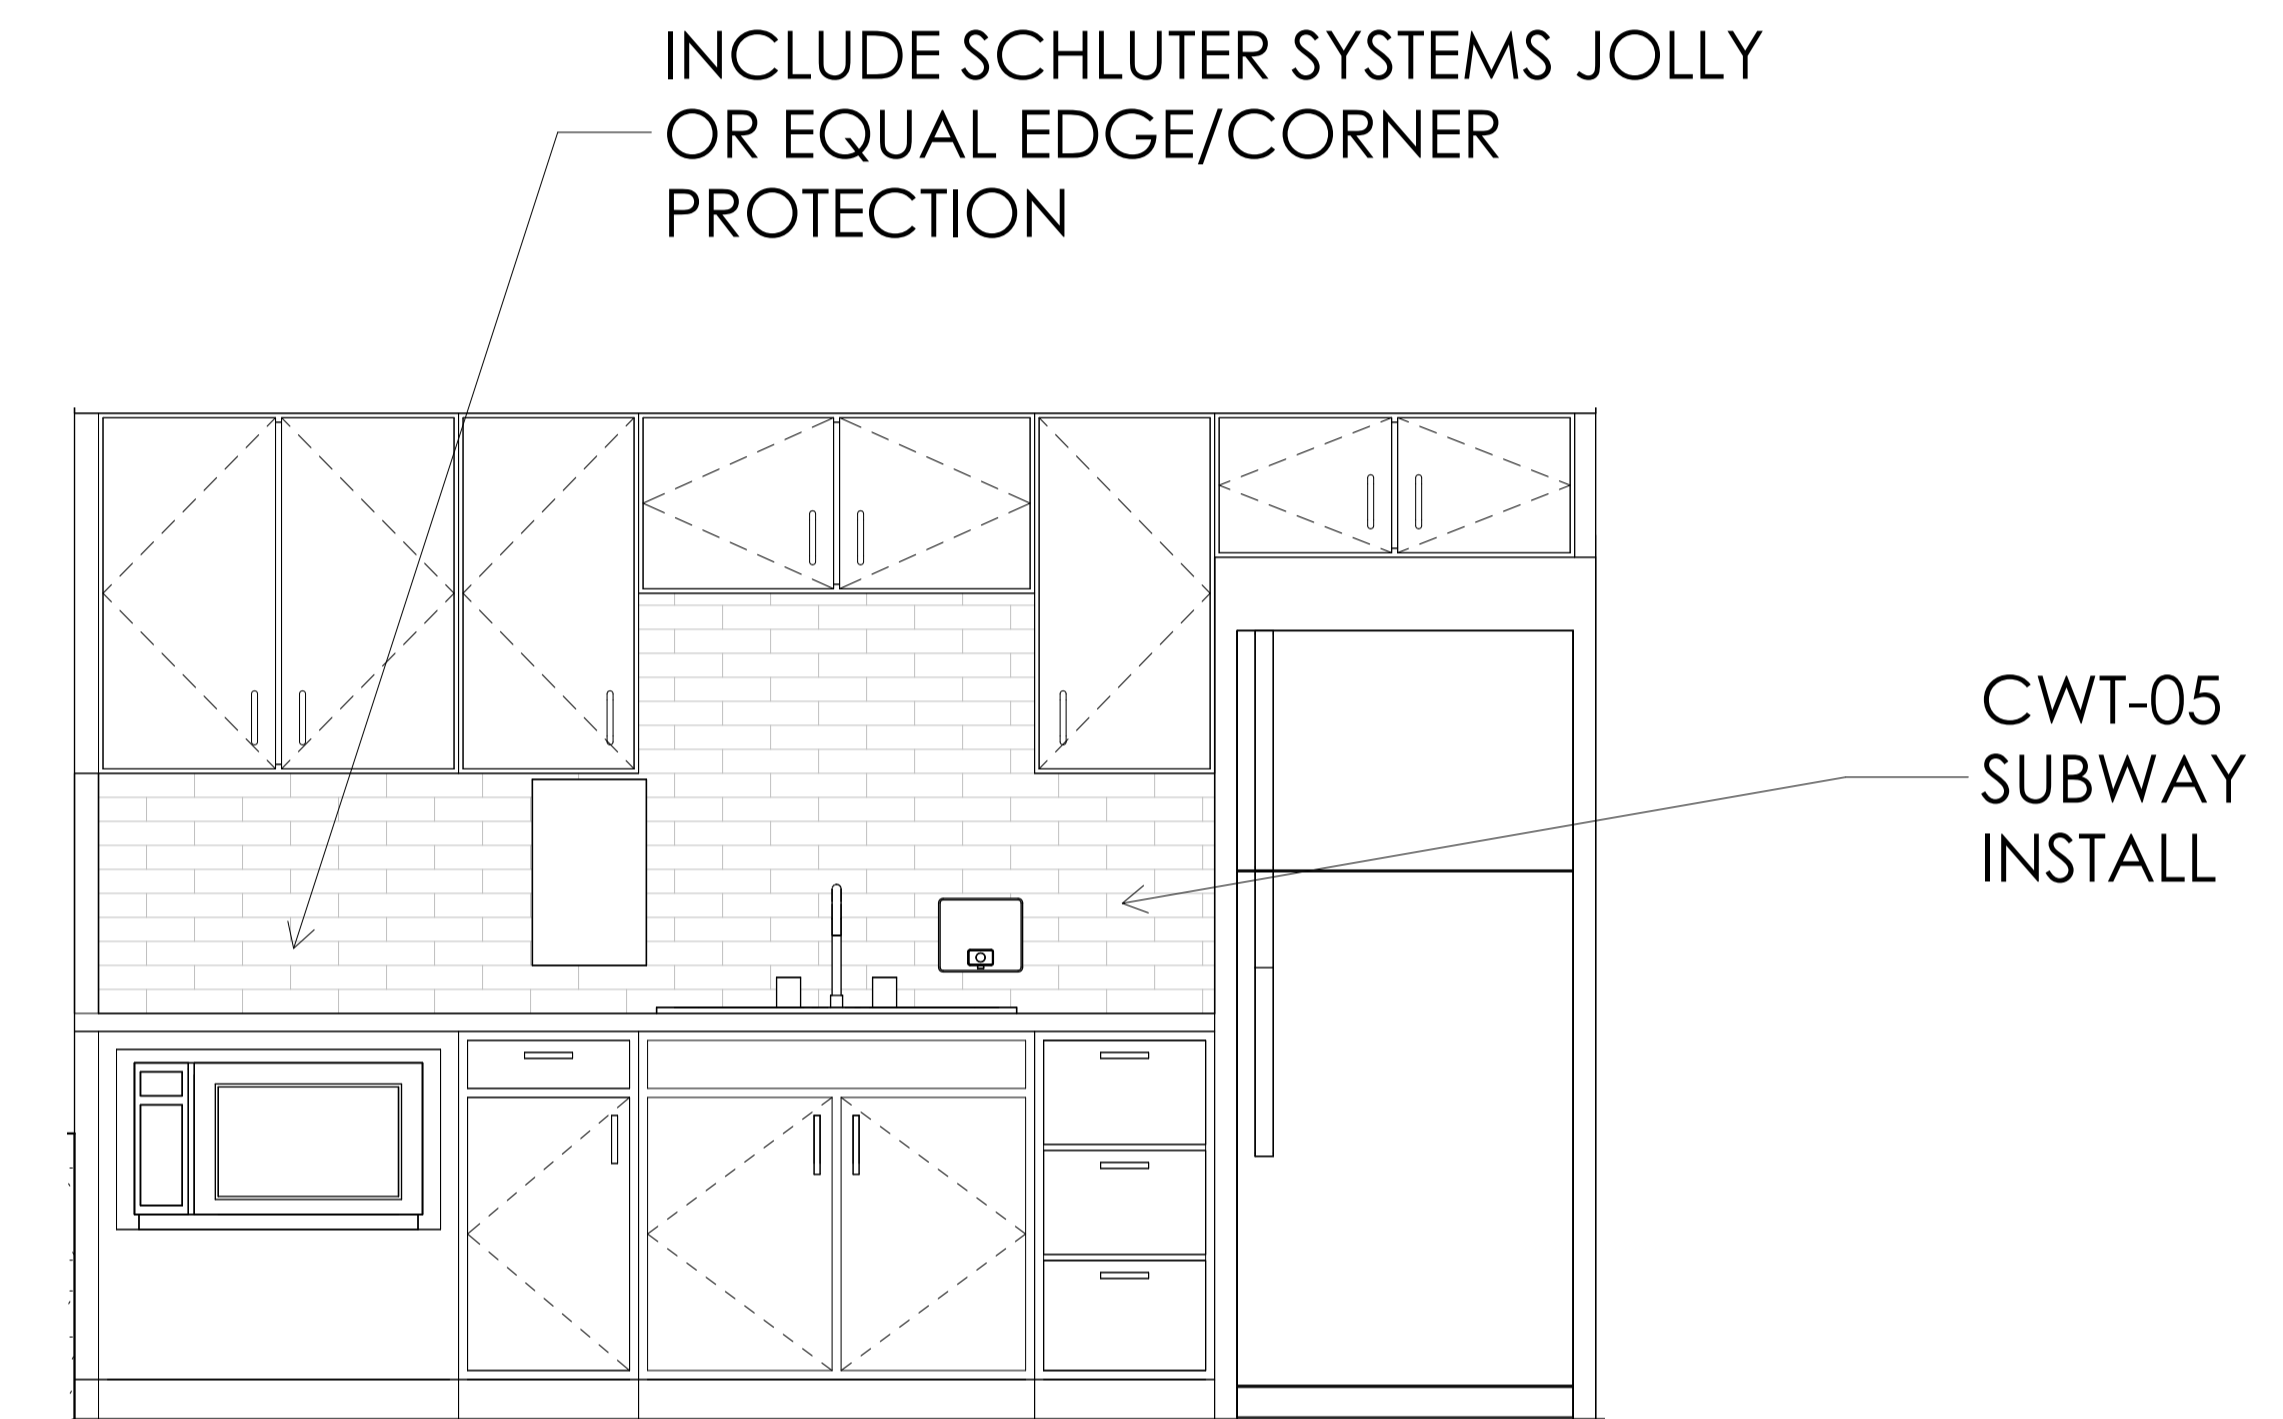 INCLUDE SCHLUTER SYSTEMS JOLLY
OR EQUAL EDGE/CORNER
PROTECTION
CWT-05
SUBWAY
INSTALL